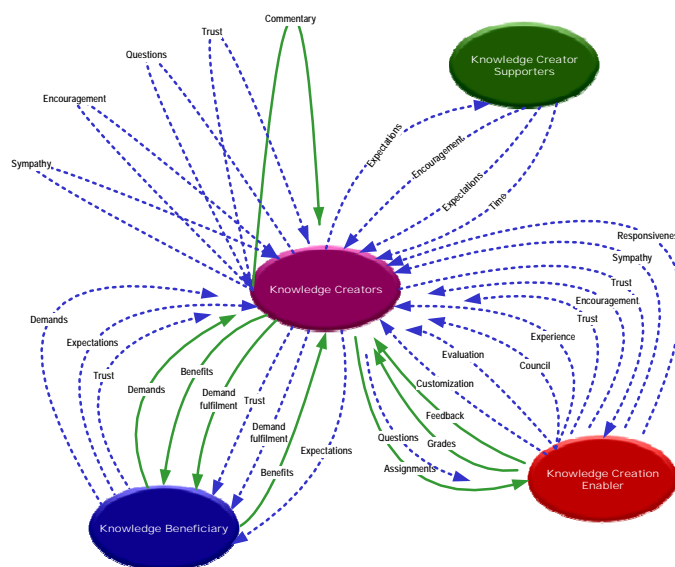 Commentary
Trust
Questions
Encouragement
Sympathy
Knowledge Creator
Supporters
Expectations
Encouragement
Expectations
Time
Responsiveness
Sympathy
Trust
Encouragement
Trust
Experience
Council
Evaluation
Customization
Knowledge Creators
Demands
Expectations
Trust
Demands
Benefits
Demand
fulfilment
Trust
Demand
fulfilment
Benefits
Expectations
Feedback
Grades
Questions
Assignments
Knowledge Beneficiary
Knowledge Creation
Enabler